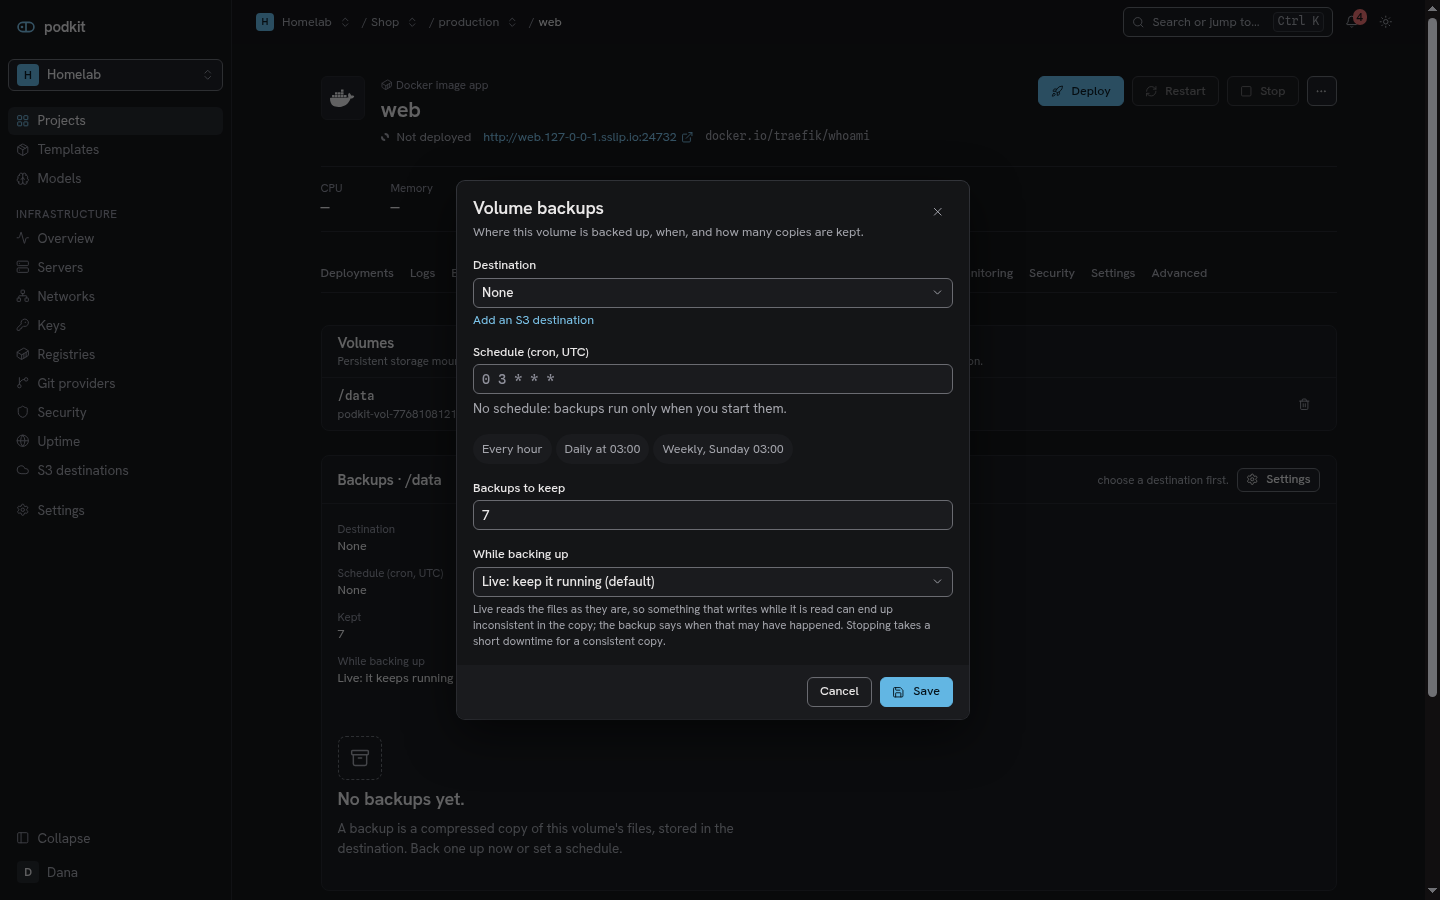 podkit
H Homelab
Projects
Templates
Models
INFRASTRUCTURE
Overview
Servers
Networks
Keys
Registries
Git providers
Security
Uptime
S3 destinations
Settings
Collapse
D Dana
H Homelab / Shop / production / web
Search or jump to... Ctrl K
4
Docker image app
web
Not deployed http://web.127-0-0-1.sslip.io:24732 docker.io/traefik/whoami
Deploy Restart Stop ...
CPU Memory
— —
Deployments Logs Security Settings Advanced
Volumes
Persistent storage
/data
podkit-vol-7768108121
Backups · /data
choose a destination first. Settings
Destination
None
Schedule (cron, UTC)
None
Kept
7
While backing up
Live: it keeps running
No backups yet.
A backup is a compressed copy of this volume's files, stored in the
destination. Back one up now or set a schedule.
Volume backups
Where this volume is backed up, when, and how many copies are kept.
Destination
None
Add an S3 destination
Schedule (cron, UTC)
0 3 * * *
No schedule: backups run only when you start them.
Every hour Daily at 03:00 Weekly, Sunday 03:00
Backups to keep
7
While backing up
Live: keep it running (default)
Live reads the files as they are, so something that writes while it is read can end up
inconsistent in the copy; the backup says when that may have happened. Stopping takes a
short downtime for a consistent copy.
Cancel Save